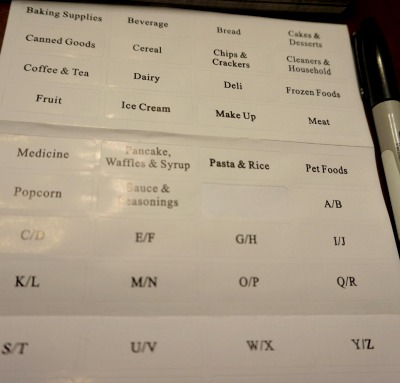 Baking Supplies Beverage Bread Cakes &
Desserts
Canned Goods Cereal Chips &
Crackers Cleaners &
Household
Coffee & Tea Dairy Deli Frozen Foods
Fruit Ice Cream Make Up Meat
Medicine Pancake,
Waffles & Syrup Pasta & Rice Pet Foods
Popcorn Sauce &
Seasonings A/B
C/D E/F G/H I/J
K/L M/N O/P Q/R
S/T U/V W/X Y/Z